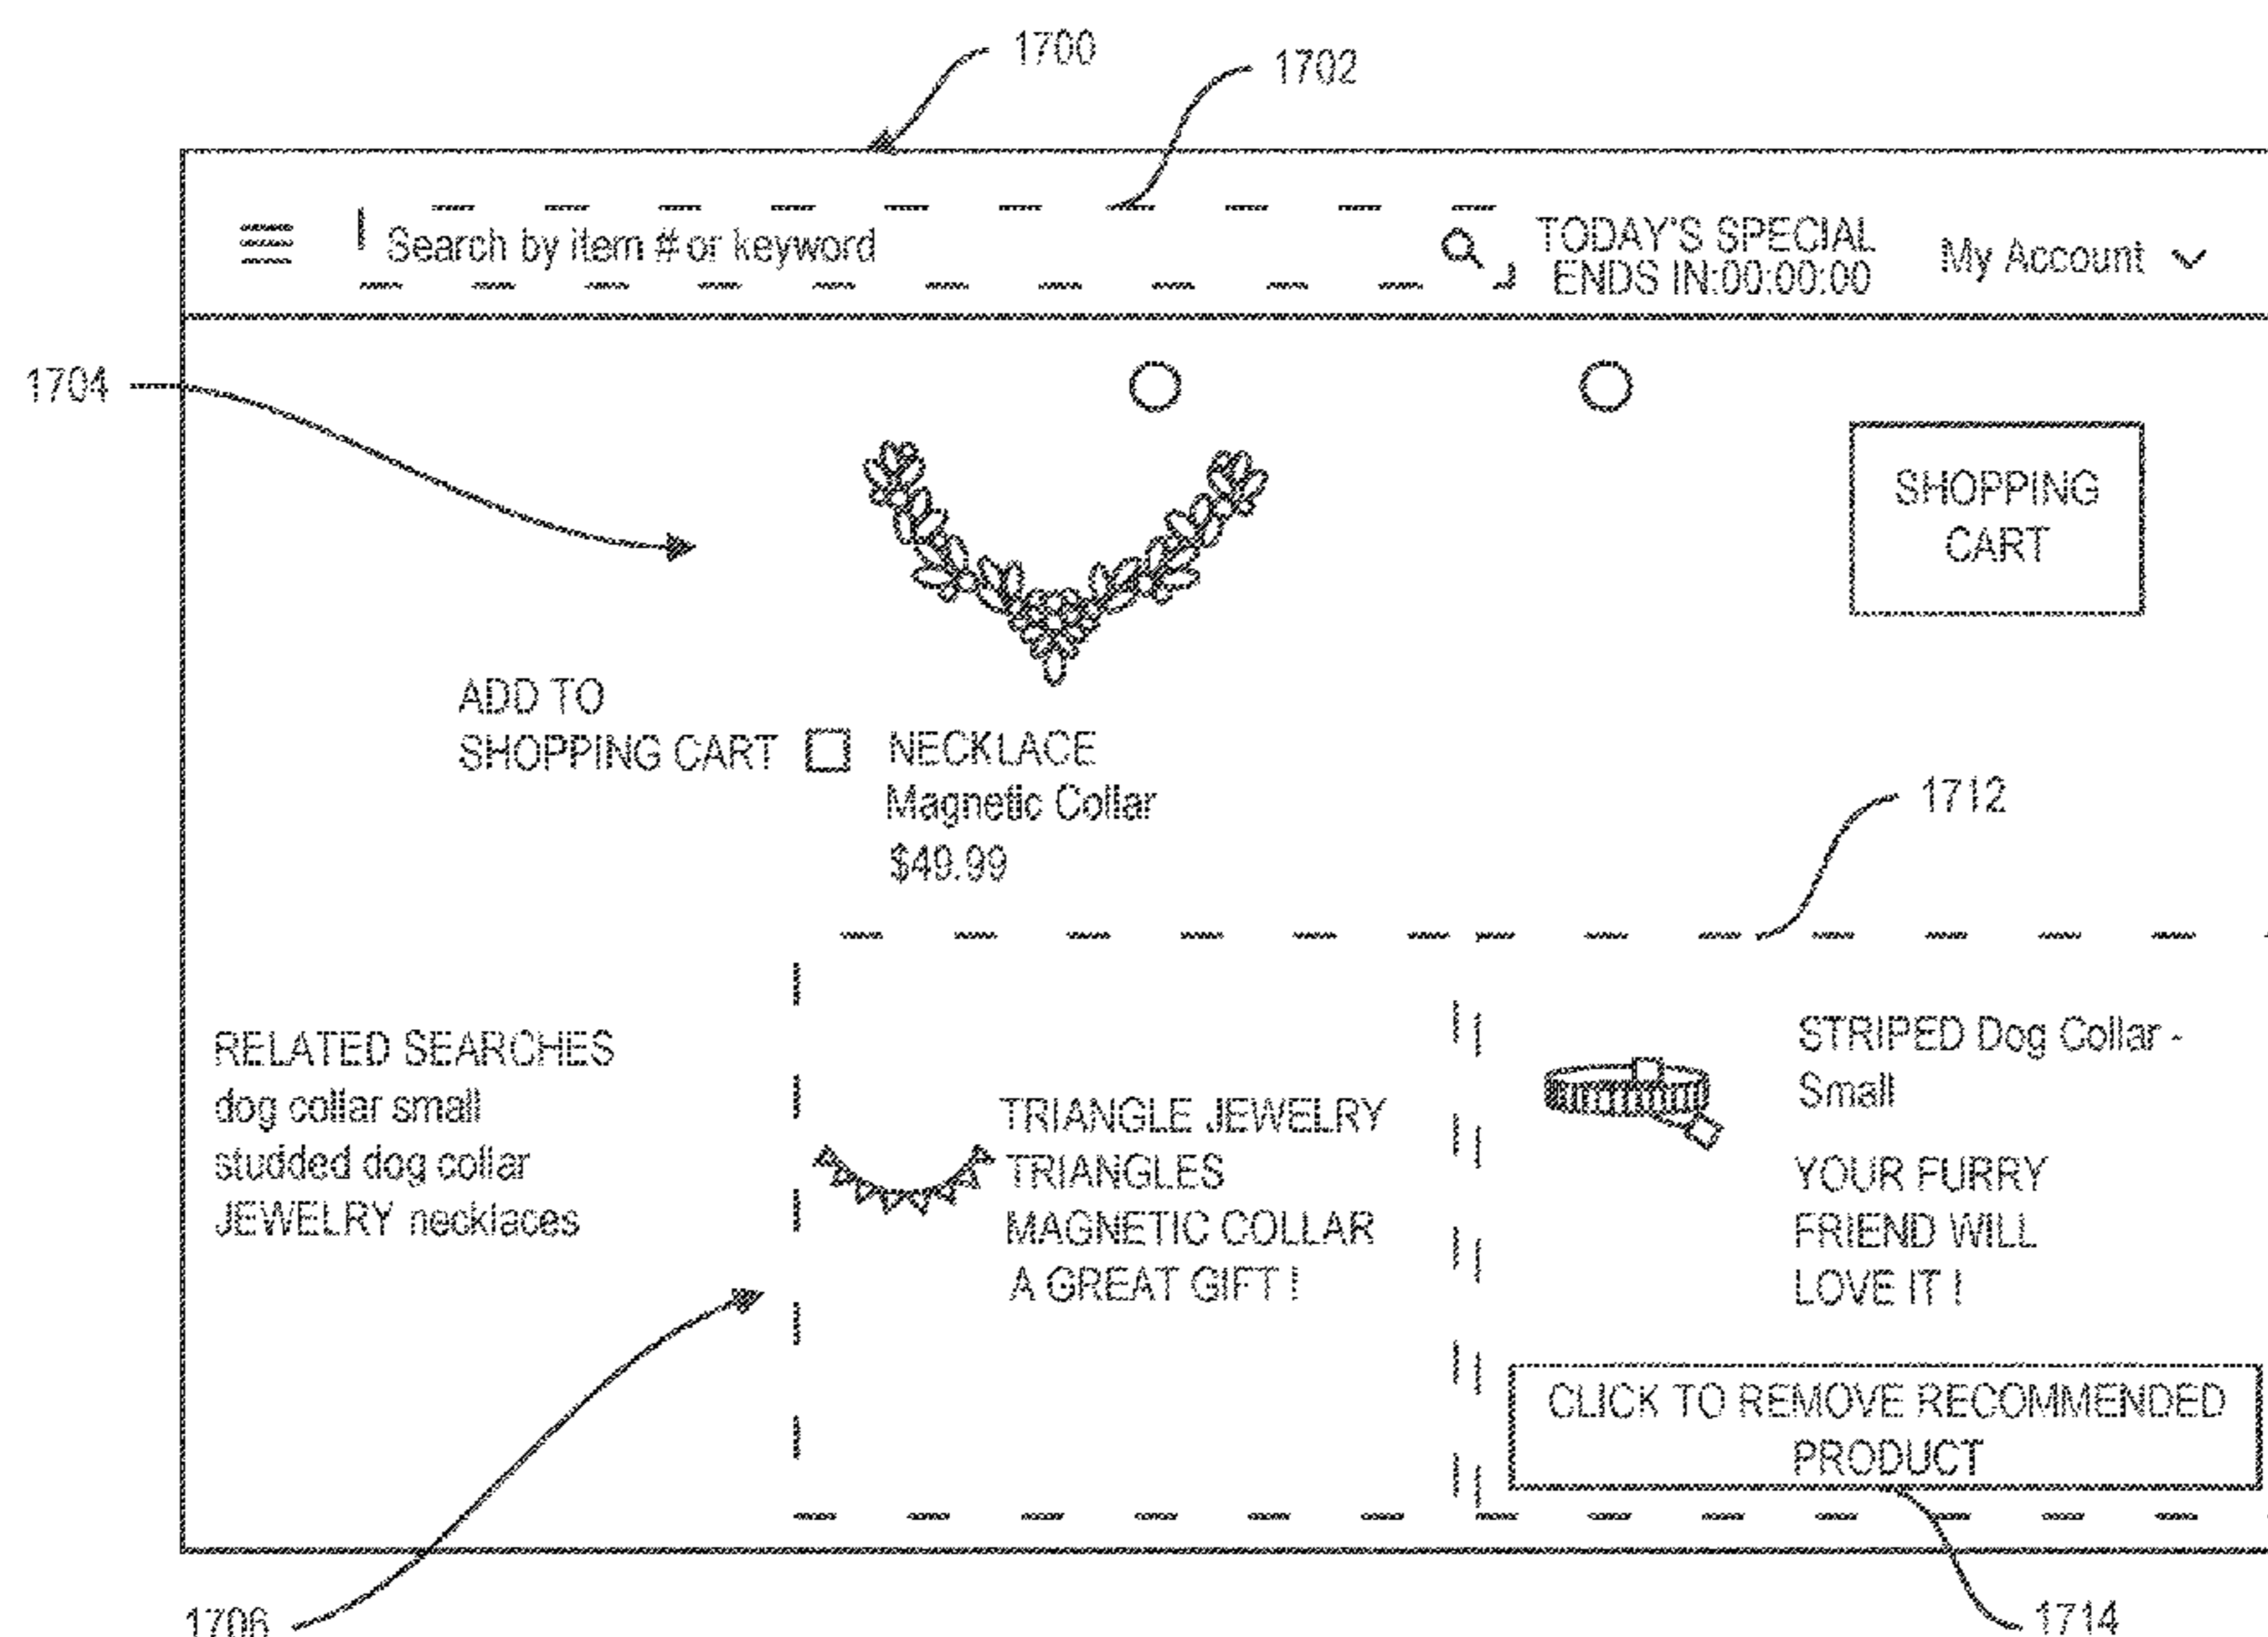 1700
1702
Search by item # or keyword
TODAY'S SPECIAL
ENDS IN:00:00:00
My Account
1704
SHOPPING
CART
ADD TO
SHOPPING CART
NECKLACE
Magnetic Collar
$49.99
1712
RELATED SEARCHES
dog collar small
studded dog collar
JEWELRY necklaces
TRIANGLE JEWELRY
TRIANGLES
MAGNETIC COLLAR
A GREAT GIFT !
STRIPED Dog Collar -
Small
YOUR FURRY
FRIEND WILL
LOVE IT !
CLICK TO REMOVE RECOMMENDED
PRODUCT
1706
1714